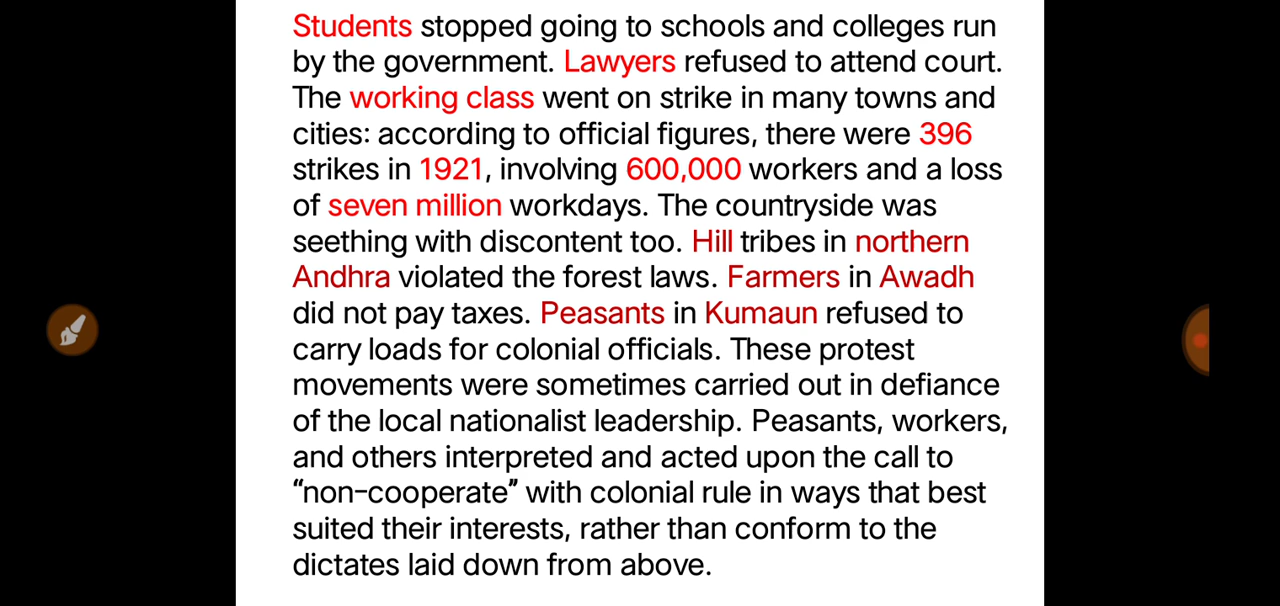 Students stopped going to schools and colleges run
by the government. Lawyers refused to attend court.
The working class went on strike in many towns and
cities: according to official figures, there were 396
strikes in 1921, involving 600,000 workers and a loss
of seven million workdays. The countryside was
seething with discontent too. Hill tribes in northern
Andhra violated the forest laws. Farmers in Awadh
did not pay taxes. Peasants in Kumaun refused to
carry loads for colonial officials. These protest
movements were sometimes carried out in defiance
of the local nationalist leadership. Peasants, workers,
and others interpreted and acted upon the call to
“non-cooperate” with colonial rule in ways that best
suited their interests, rather than conform to the
dictates laid down from above.